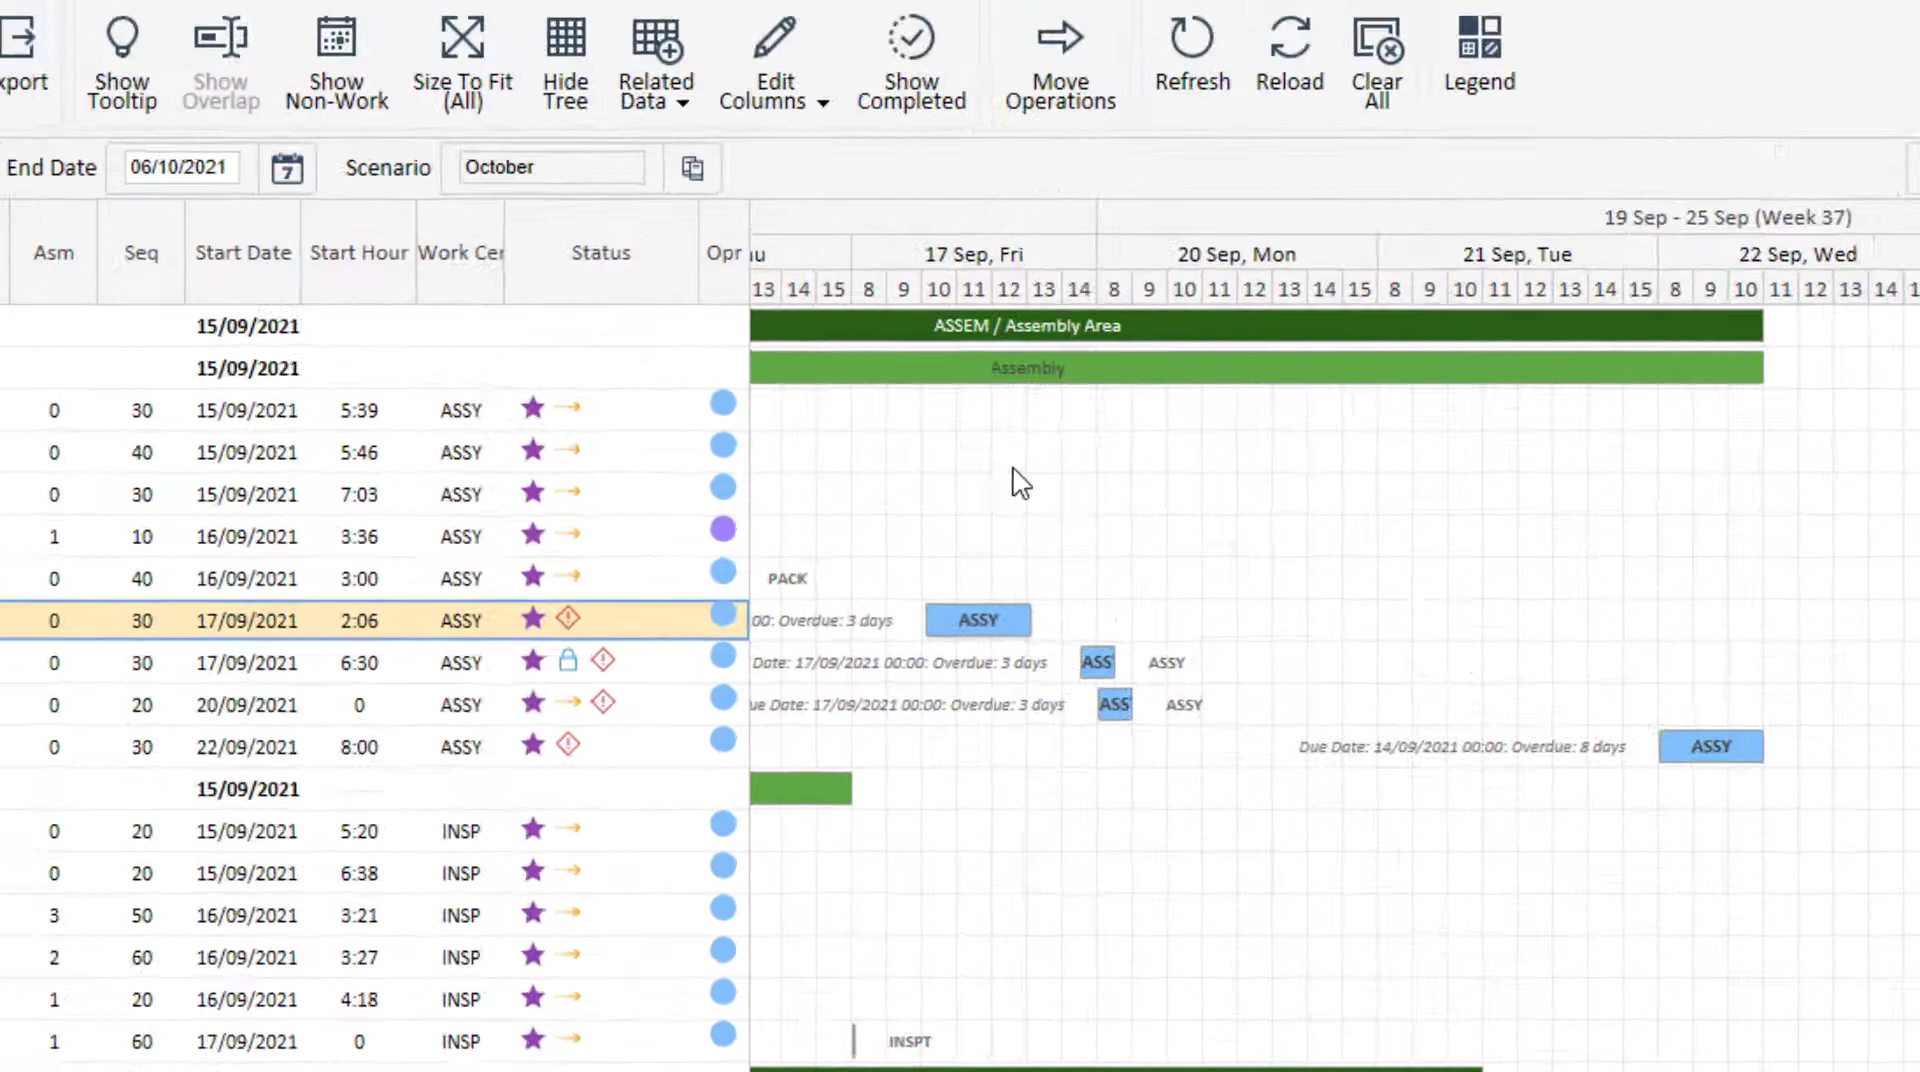 xport
Show Tooltip
Show Overlap
Show Non-Work
Size To Fit (All)
Hide Tree
Related Data
Edit Columns
Show Completed
Move Operations
Refresh
Reload
Clear All
Legend
End Date 06/10/2021 7 Scenario October
19 Sep - 25 Sep (Week 37)
Asm Seq Start Date Start Hour Work Cer Status Opr
17 Sep, Fri 20 Sep, Mon 21 Sep, Tue 22 Sep, Wed
13 14 15 8 9 10 11 12 13 14 8 9 10 11 12 13 14 15 8 9 10 11 12 13 14 15 8 9 10 11 12 13 14 1
15/09/2021 ASSEM / Assembly Area
15/09/2021 Assembly
0 30 15/09/2021 5:39 ASSY
0 40 15/09/2021 5:46 ASSY
0 30 15/09/2021 7:03 ASSY
1 10 16/09/2021 3:36 ASSY
0 40 16/09/2021 3:00 ASSY PACK
0 30 17/09/2021 2:06 ASSY 00: Overdue: 3 days ASSY
0 30 17/09/2021 6:30 ASSY Date: 17/09/2021 00:00: Overdue: 3 days ASS ASSY
0 20 20/09/2021 0 ASSY ue Date: 17/09/2021 00:00: Overdue: 3 days ASS ASSY
0 30 22/09/2021 8:00 ASSY Due Date: 14/09/2021 00:00: Overdue: 8 days ASSY
15/09/2021
0 20 15/09/2021 5:20 INSP
0 20 15/09/2021 6:38 INSP
3 50 16/09/2021 3:21 INSP
2 60 16/09/2021 3:27 INSP
1 20 16/09/2021 4:18 INSP
1 60 17/09/2021 0 INSP INSPT